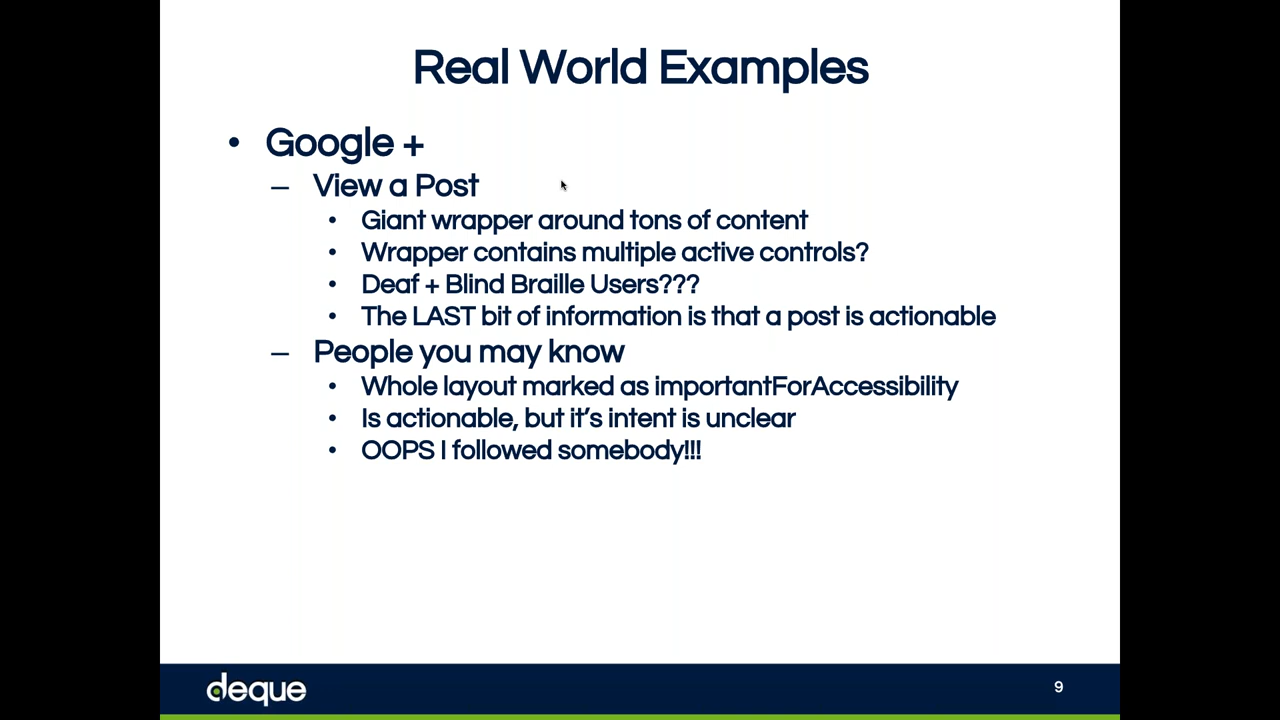 Real World Examples
• Google +
– View a Post
• Giant wrapper around tons of content
• Wrapper contains multiple active controls?
• Deaf + Blind Braille Users???
• The LAST bit of information is that a post is actionable
– People you may know
• Whole layout marked as importantForAccessibility
• Is actionable, but it's intent is unclear
• OOPS I followed somebody!!!
deque
9